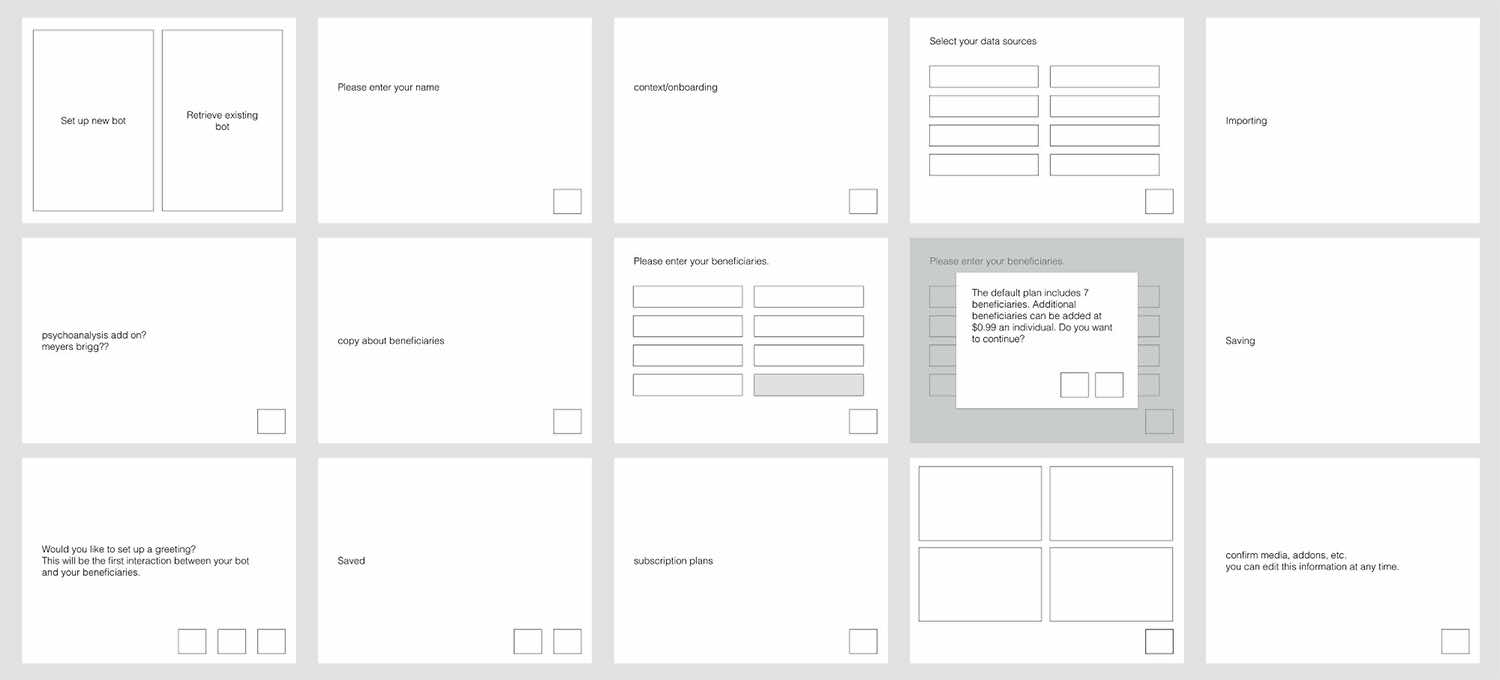 Set up new bot
Retrieve existing
bot
Please enter your name
context/onboarding
Select your data sources
Importing
psychoanalysis add on?
meyers brigg??
copy about beneficiaries
Please enter your beneficiaries.
Please enter your beneficiaries.
The default plan includes 7
beneficiaries. Additional
beneficiaries can be added at
$0.99 an individual. Do you want
to continue?
Saving
Would you like to set up a greeting?
This will be the first interaction between your bot
and your beneficiaries.
Saved
subscription plans
confirm media, addons, etc.
you can edit this information at any time.